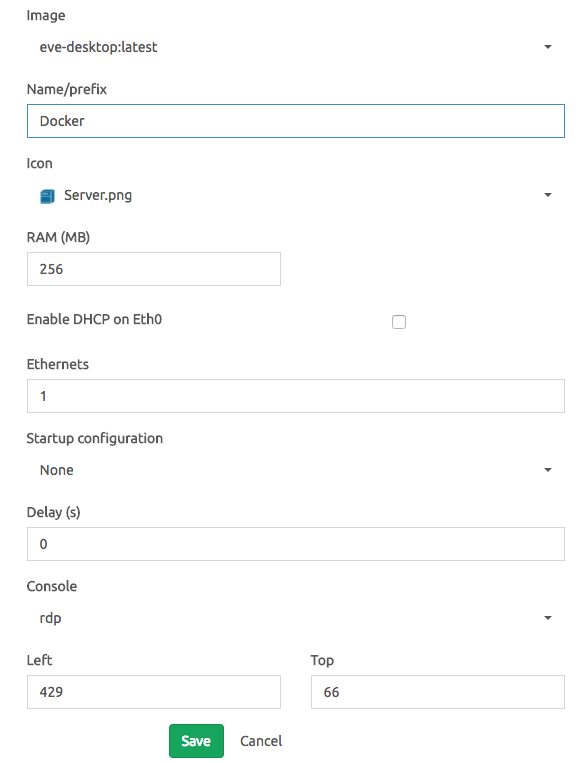 Image
eve-desktop:latest
Name/prefix
Docker
Icon
Server.png
RAM (MB)
256
Enable DHCP on Eth0
Ethernets
1
Startup configuration
None
Delay (s)
0
Console
rdp
Left Top
429 66
Save Cancel